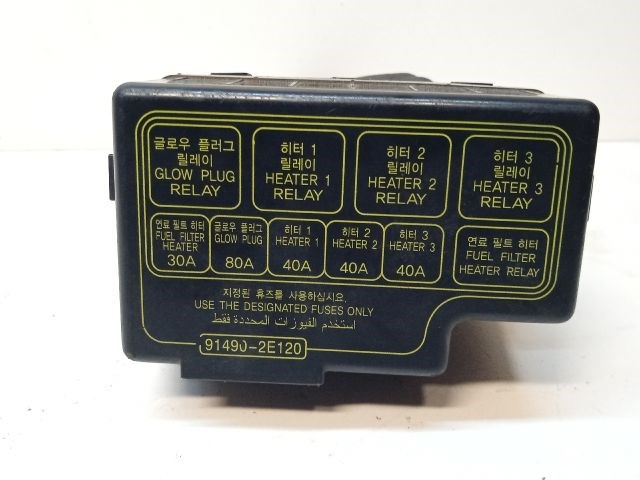 글로우 플러그
릴레이
GLOW PLUG
RELAY
히터 1
릴레이
HEATER 1
RELAY
히터 2
릴레이
HEATER 2
RELAY
히터 3
릴레이
HEATER 3
RELAY
연료 필트 히터
FUEL FILTER
HEATER
30A
글로우 플러그
GLOW PLUG
80A
히터 1
HEATER 1
40A
히터 2
HEATER 2
40A
히터 3
HEATER 3
40A
연료 필트 히터
FUEL FILTER
HEATER RELAY
지정된 휴즈를 사용하십시요.
USE THE DESIGNATED FUSES ONLY
استخدم الفيوزات المحددة فقط
91490-2E120